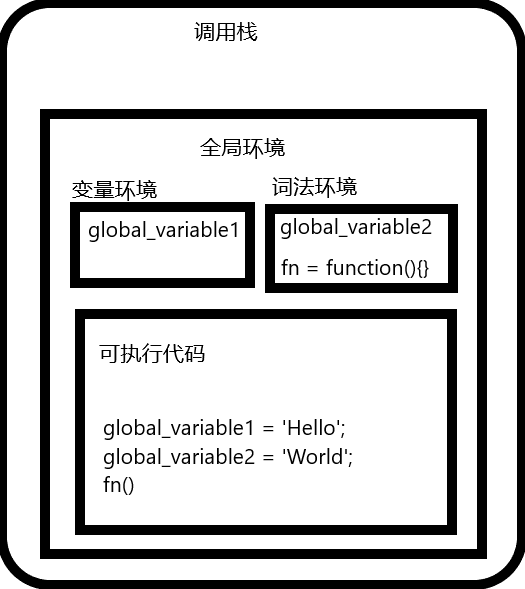 调用栈
全局环境
变量环境
词法环境
global_variable1
global_variable2
fn = function(){}
可执行代码
global_variable1 = 'Hello';
global_variable2 = 'World';
fn()